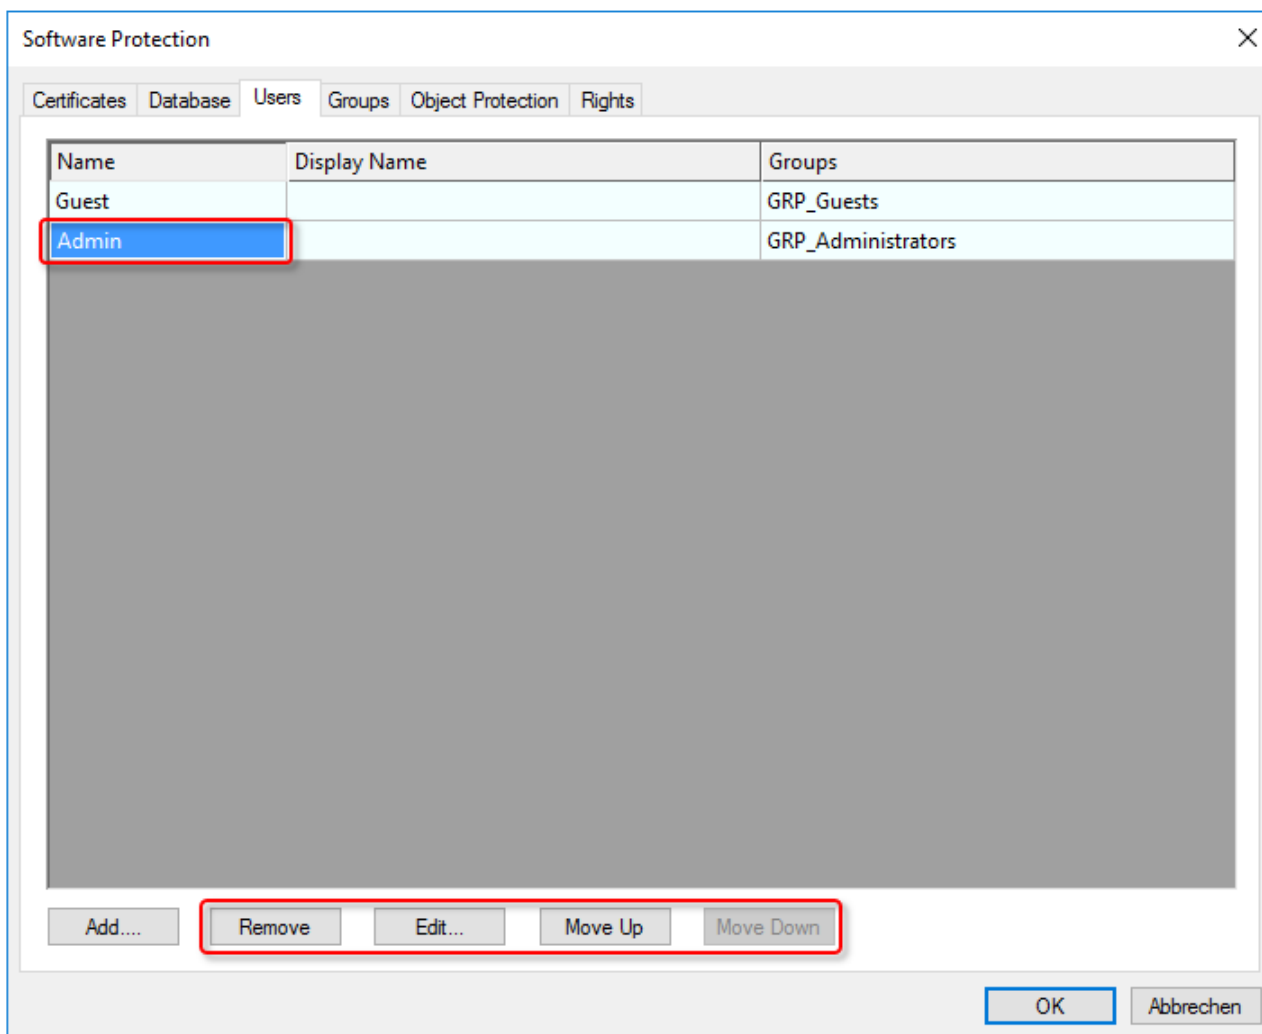 Software Protection
Certificates Database Users Groups Object Protection Rights
Name Display Name Groups
Guest GRP_Guests
Admin GRP_Administrators
Add.... Remove Edit... Move Up Move Down
OK Abbrechen